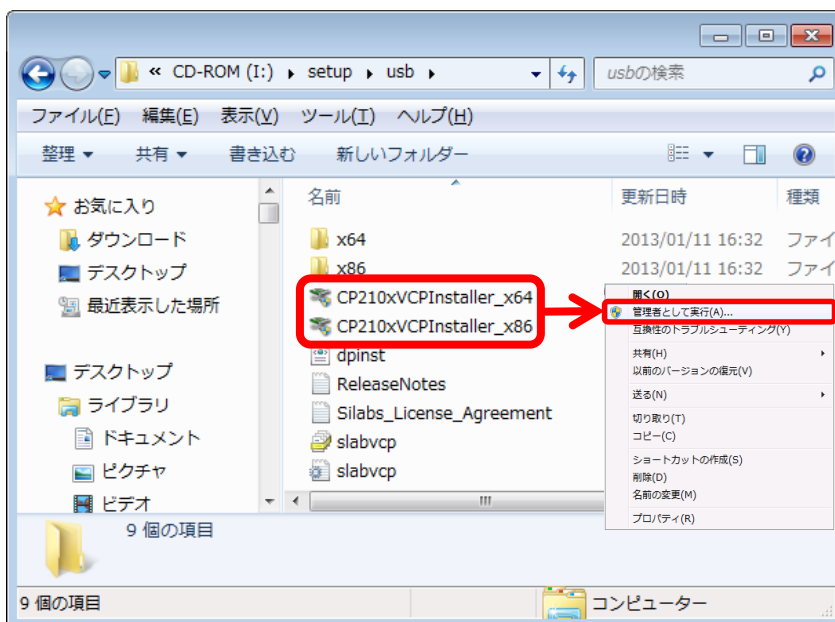 « CD-ROM (I:) ▸ setup ▸ usb ▸
usbの検索
ファイル(F) 編集(E) 表示(V) ツール(T) ヘルプ(H)
整理 ▼ 共有 ▼ 書き込む 新しいフォルダー
お気に入り
ダウンロード
デスクトップ
最近表示した場所
デスクトップ
ライブラリ
ドキュメント
ピクチャ
ビデオ
名前 更新日時 種類
x64 2013/01/11 16:32 ファイ
x86 2013/01/11 16:32 ファイ
CP210xVCPInstaller_x64
CP210xVCPInstaller_x86
dpinst
ReleaseNotes
Silabs_License_Agreement
slabvcp
slabvcp
開く(O)
管理者として実行(A)...
互換性のトラブルシューティング(Y)
共有(H)
以前のバージョンの復元(V)
送る(N)
切り取り(T)
コピー(C)
ショートカットの作成(S)
削除(D)
名前の変更(M)
プロパティ(R)
9 個の項目
9 個の項目
コンピューター